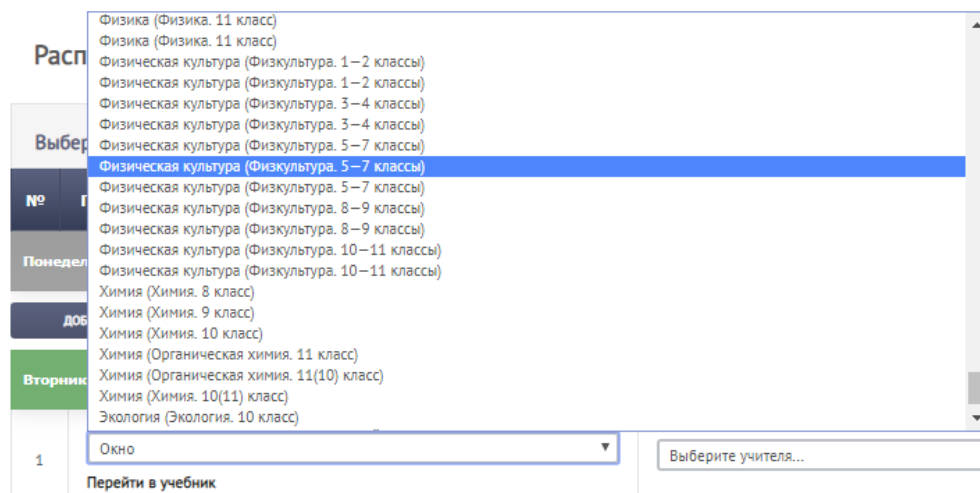 Физика (Физика. 11 класс)
Физика (Физика. 11 класс)
Расп
Физическая культура (Физкультура. 1—2 классы)
Физическая культура (Физкультура. 1—2 классы)
Физическая культура (Физкультура. 3—4 классы)
Физическая культура (Физкультура. 3—4 классы)
Выбер
Физическая культура (Физкультура. 5—7 классы)
Физическая культура (Физкультура. 5—7 классы)
Физическая культура (Физкультура. 5—7 классы)
№ П
Физическая культура (Физкультура. 8—9 классы)
Физическая культура (Физкультура. 8—9 классы)
Физическая культура (Физкультура. 10—11 классы)
Понедел
Физическая культура (Физкультура. 10—11 классы)
Химия (Химия. 8 класс)
Химия (Химия. 9 класс)
ДОБ
Химия (Химия. 10 класс)
Химия (Органическая химия. 11 класс)
Химия (Органическая химия. 11(10) класс)
Вторник
Химия (Химия. 10(11) класс)
Экология (Экология. 10 класс)
1
Окно
Выберите учителя...
Перейти в учебник